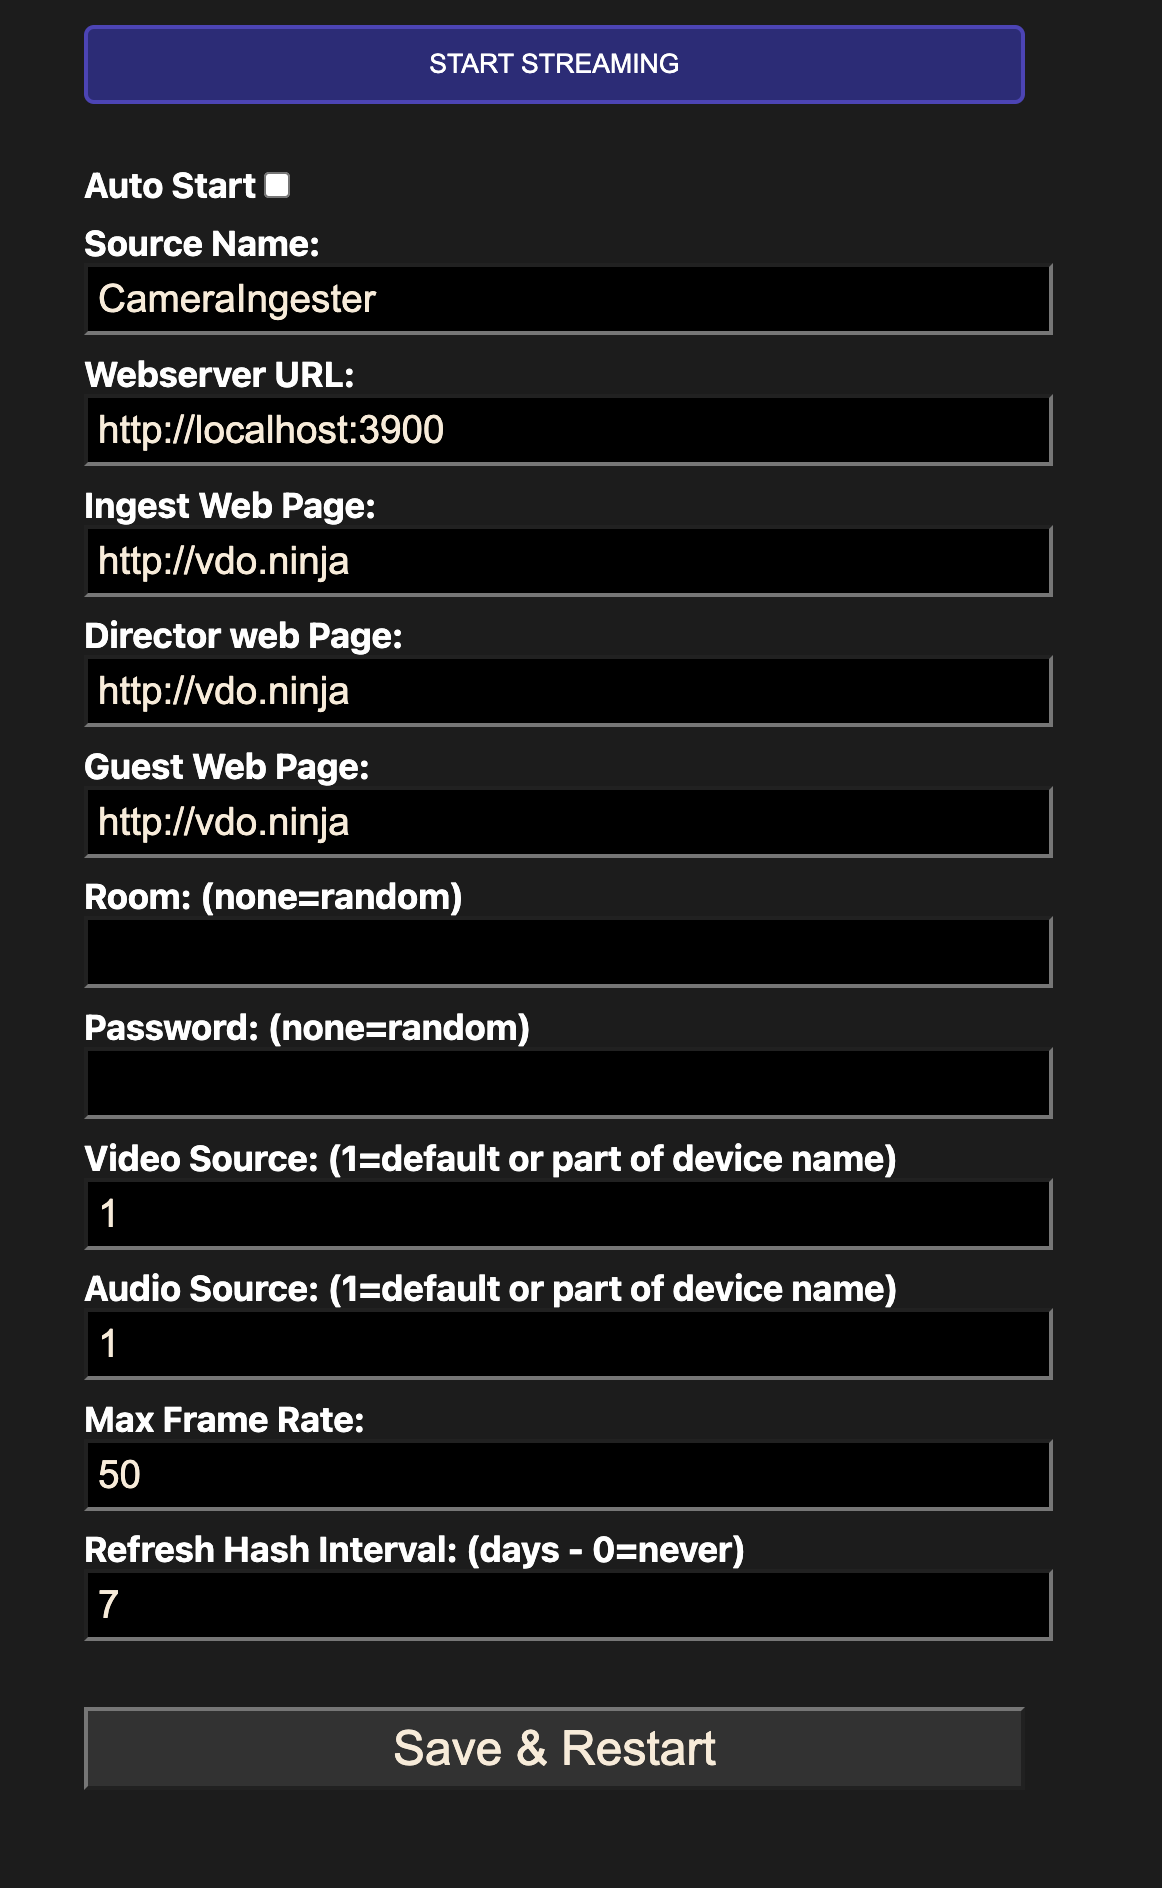 START STREAMING
Auto Start
Source Name:
CameraIngester
Webserver URL:
http://localhost:3900
Ingest Web Page:
http://vdo.ninja
Director web Page:
http://vdo.ninja
Guest Web Page:
http://vdo.ninja
Room: (none=random)
Password: (none=random)
Video Source: (1=default or part of device name)
1
Audio Source: (1=default or part of device name)
1
Max Frame Rate:
50
Refresh Hash Interval: (days - 0=never)
7
Save & Restart